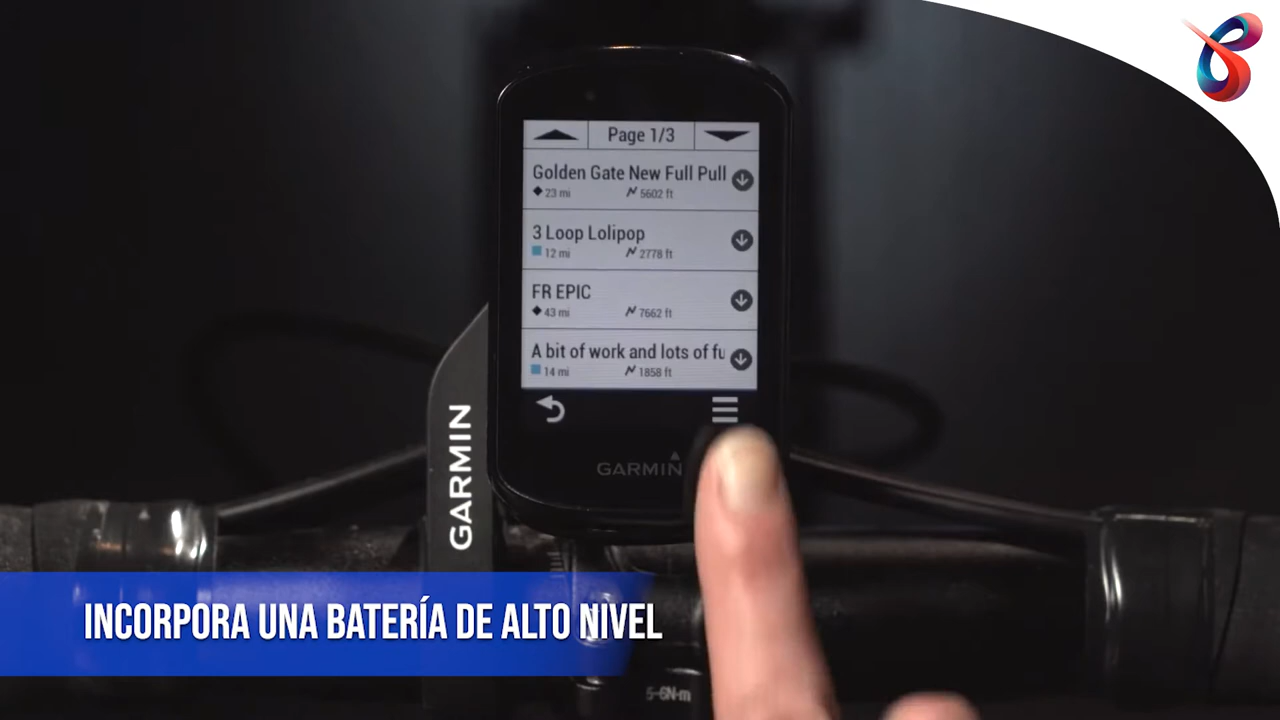 Page 1/3
Golden Gate New Full Pull
23 mi 5602 ft
3 Loop Lolipop
12 mi 2778 ft
FR EPIC
43 mi 7662 ft
A bit of work and lots of fu
14 mi 1858 ft
GARMIN
GARMIN
INCORPORA UNA BATERÍA DE ALTO NIVEL
5-6N·m